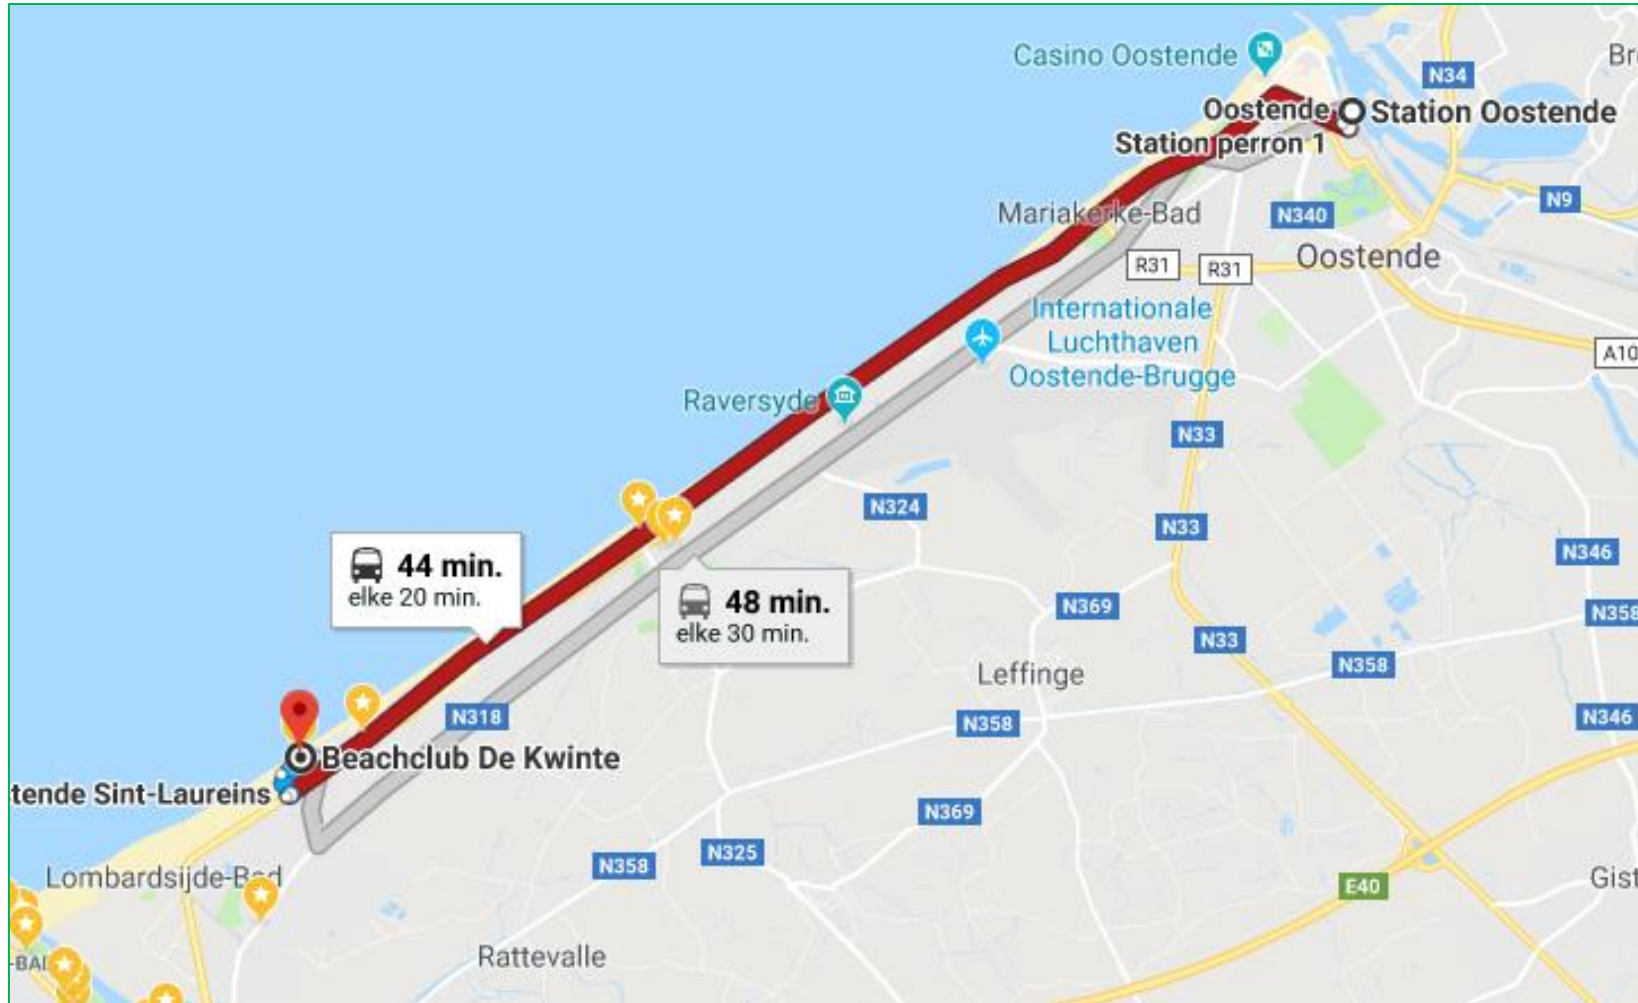 Casino Oostende
Br
N34
Oostende
Station Oostende
Station perron 1
N9
Mariakerke-Bad
N340
Oostende
R31
R31
Internationale
Luchthaven
Oostende-Brugge
A10
Raversyde
N33
N324
N33
N346
44 min.
elke 20 min.
48 min.
elke 30 min.
N369
N358
N33
N358
Leffinge
N318
N358
N346
Beachclub De Kwinte
tende Sint-Laureins
N369
N325
N358
Lombardsijde-Bad
E40
Gist
Rattevalle
-BAD